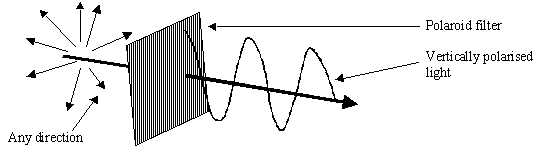 Polaroid filter
Vertically polarised
light
Any direction